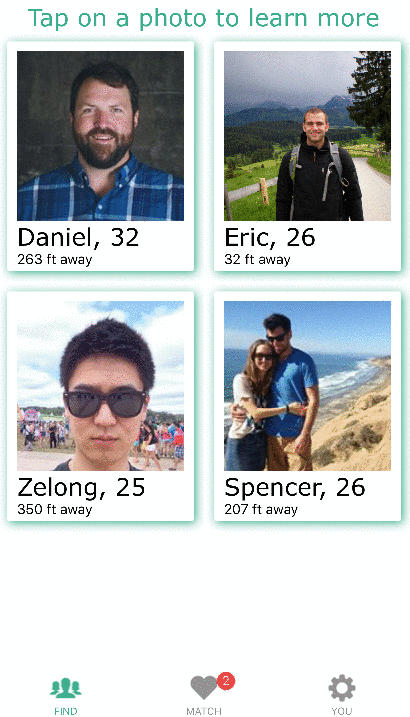 Tap on a photo to learn more
Daniel, 32
263 ft away
Eric, 26
32 ft away
Zelong, 25
350 ft away
Spencer, 26
207 ft away
2
FIND
MATCH
YOU